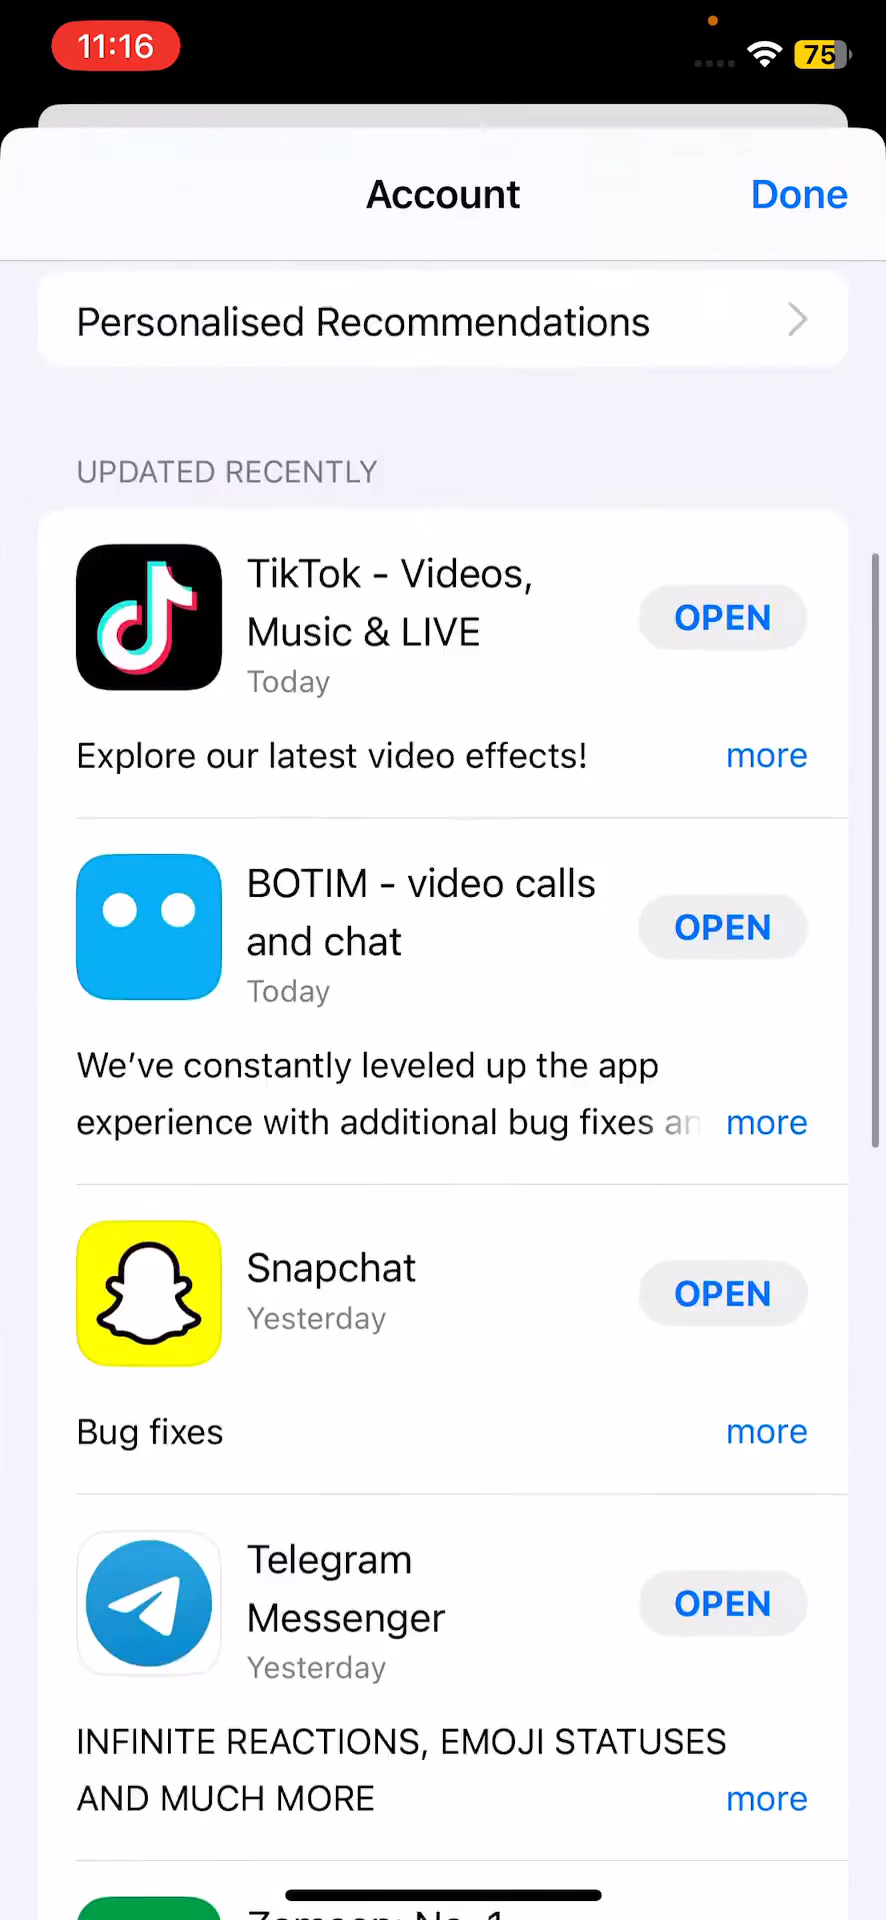 11:16
75
Account
Done
Personalised Recommendations
UPDATED RECENTLY
TikTok - Videos,
Music & LIVE
Today
OPEN
Explore our latest video effects!
more
BOTIM - video calls
and chat
Today
OPEN
We’ve constantly leveled up the app
experience with additional bug fixes an
more
Snapchat
Yesterday
OPEN
Bug fixes
more
Telegram
Messenger
Yesterday
OPEN
INFINITE REACTIONS, EMOJI STATUSES
AND MUCH MORE
more